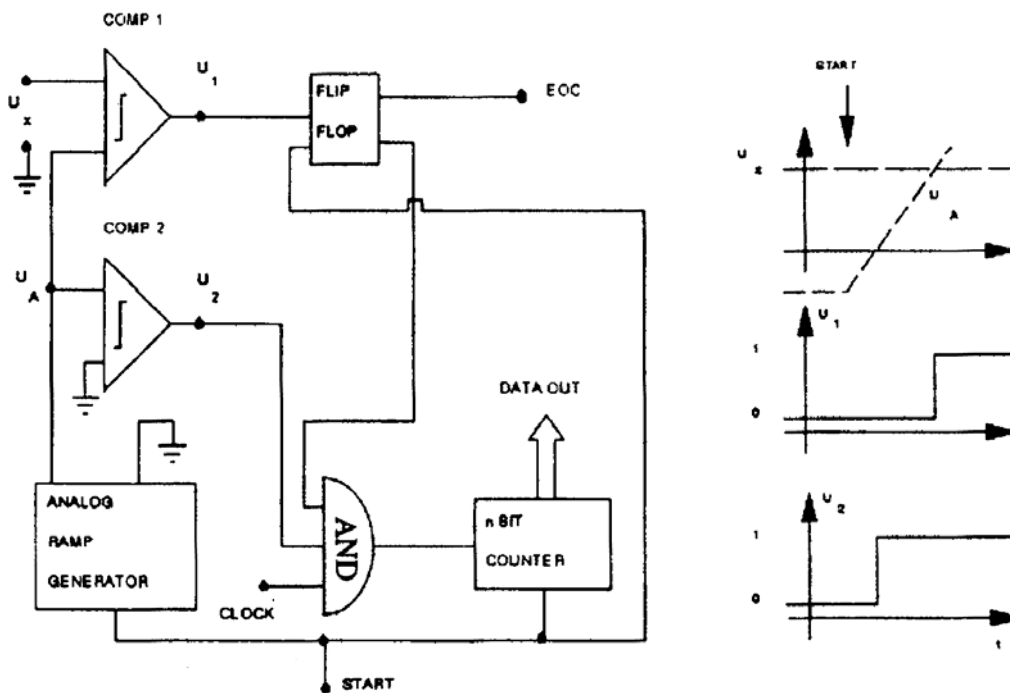 COMP 1
U 1
U x
FLIP
FLOP
EOC
COMP 2
U A
U 2
DATA OUT
ANALOG
RAMP
GENERATOR
AND
n BIT
COUNTER
CLOCK
START
START
U x
U A
U 1
1
0
U 2
1
0
t